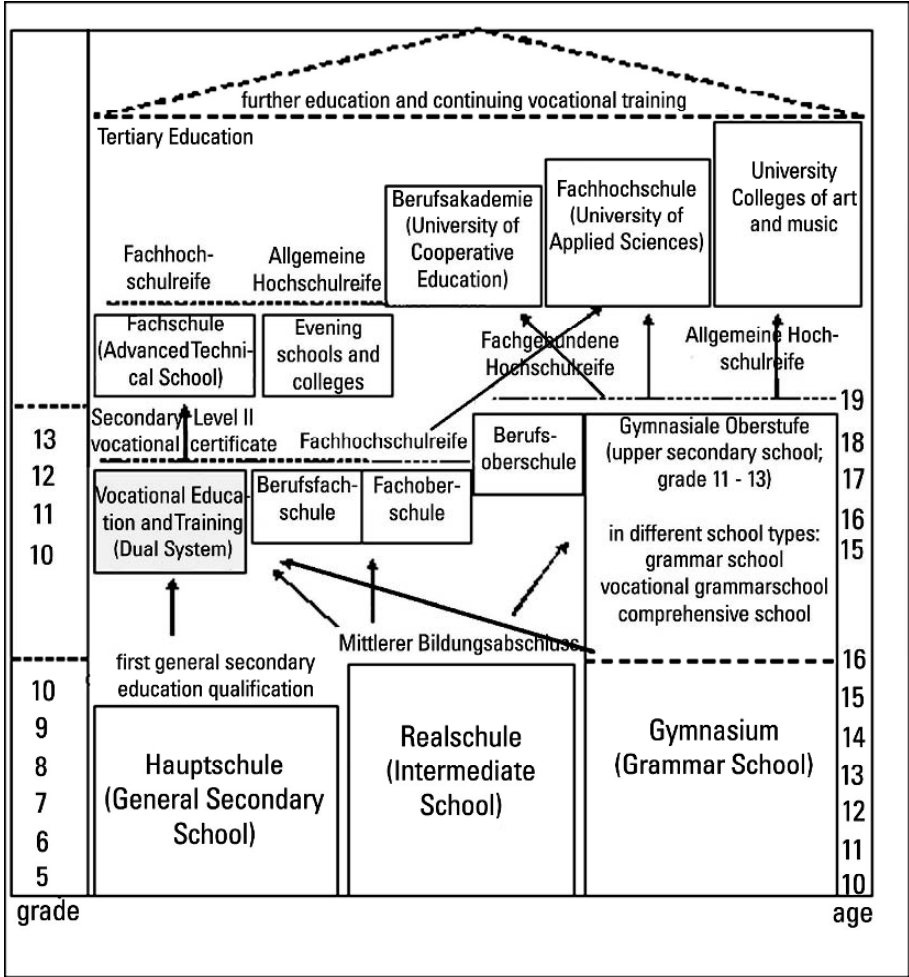 further education and continuing vocational training
Tertiary Education
University
Colleges of art
and music
Fachhochschule
(University of
Applied Sciences)
Berufsakademie
(University of
Cooperative
Education)
Fachhoch-
schulreife
Allgemeine
Hochschulreife
Fachschule
(Advanced Techni-
cal School)
Evening
schools and
colleges
Fachgebundene
Hochschulreife
Allgemeine Hoch-
schulreife
19
Secondary Level II
vocational certificate
Fachhochschulreife
Berufs-
oberschule
Gymnasiale Oberstufe
(upper secondary school;
grade 11 - 13)
in different school types:
grammar school
vocational grammarschool
comprehensive school
13
12
11
10
18
17
16
15
Vocational Educa-
tion and Training
(Dual System)
Berufsfach-
schule
Fachober-
schule
Mittlerer Bildungsabschluss
first general secondary
education qualification
16
10
9
8
7
6
5
Hauptschule
(General Secondary
School)
Realschule
(Intermediate
School)
Gymnasium
(Grammar School)
15
14
13
12
11
10
grade
age